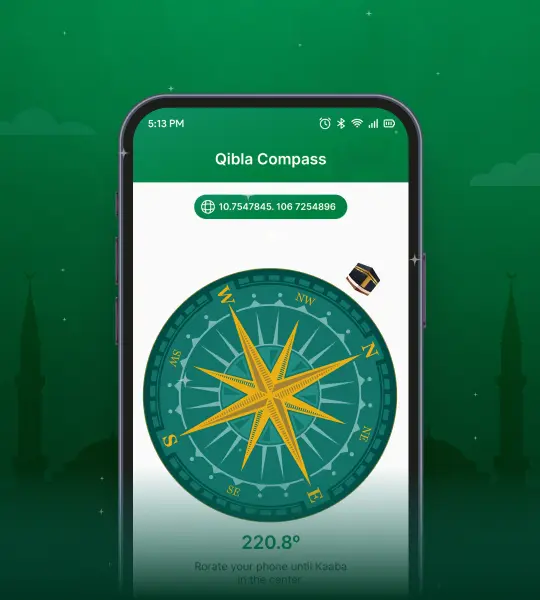 5:13 PM
Qibla Compass
10.7547845. 106 7254896
W
NW
N
SW
NE
S
SE
E
220.8º
Rorate your phone until Kaaba
in the center